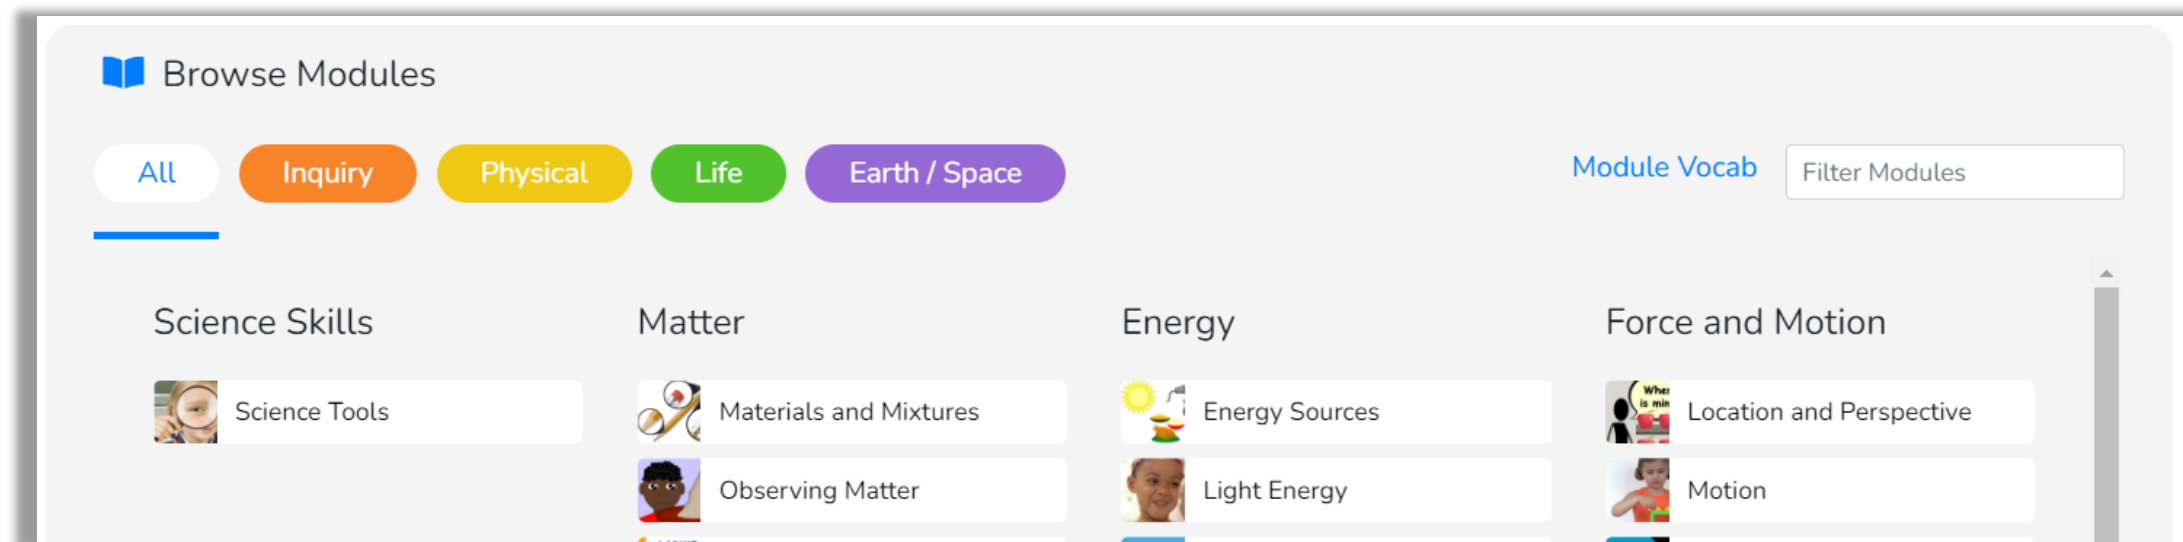 Browse Modules
All
Inquiry
Physical
Life
Earth / Space
Module Vocab
Filter Modules
Science Skills
Science Tools
Matter
Materials and Mixtures
Observing Matter
Energy
Energy Sources
Light Energy
Force and Motion
Location and Perspective
Motion